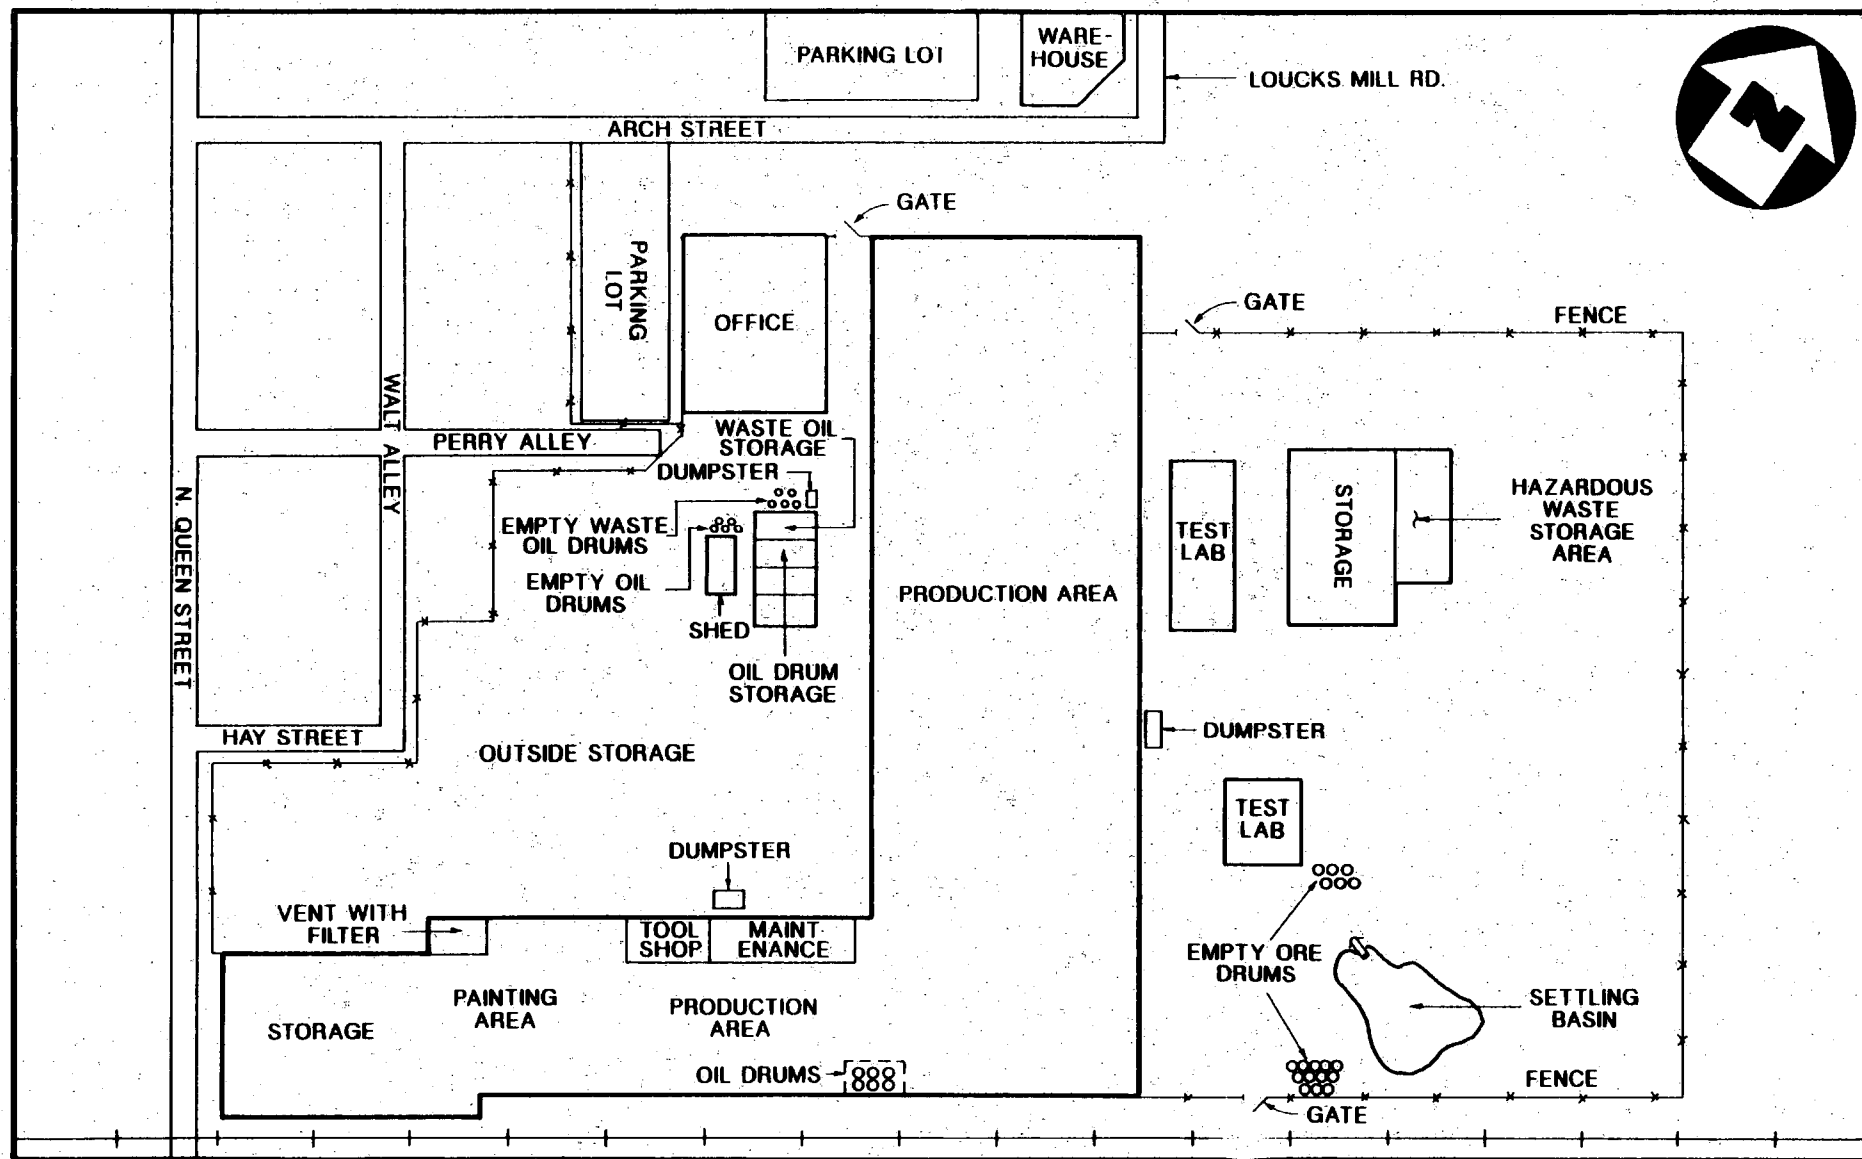 PARKING LOT
WARE-
HOUSE
LOUCKS MILL RD.
N
ARCH STREET
GATE
PARKING
LOT
OFFICE
GATE
FENCE
WALT ALLEY
PERRY ALLEY
WASTE OIL
STORAGE
DUMPSTER
N. QUEEN STREET
EMPTY WASTE
OIL DRUMS
EMPTY OIL
DRUMS
SHED
OIL DRUM
STORAGE
PRODUCTION AREA
TEST
LAB
STORAGE
HAZARDOUS
WASTE
STORAGE
AREA
HAY STREET
OUTSIDE STORAGE
DUMPSTER
TEST
LAB
DUMPSTER
VENT WITH
FILTER
TOOL
SHOP
MAINT
ENANCE
EMPTY ORE
DRUMS
SETTLING
BASIN
PAINTING
AREA
PRODUCTION
AREA
STORAGE
OIL DRUMS
FENCE
GATE